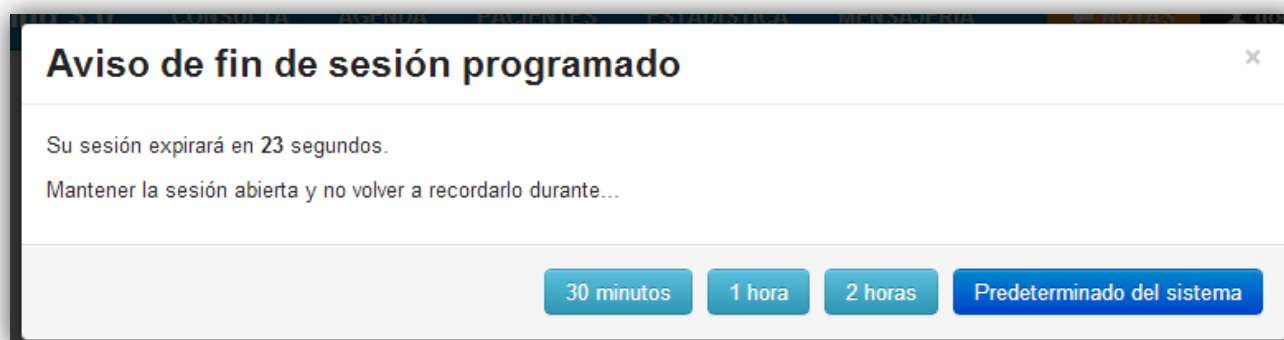 CONSULTA AGENDA PACIENTES ESTADÍSTICA MENSAJERÍA NOTAS
Aviso de fin de sesión programado ×
Su sesión expirará en 23 segundos.
Mantener la sesión abierta y no volver a recordarlo durante...
30 minutos 1 hora 2 horas Predeterminado del sistema